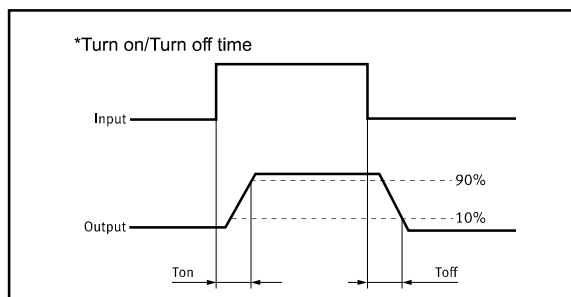 *Turn on/Turn off time
Input
90%
10%
Output
Ton
Toff